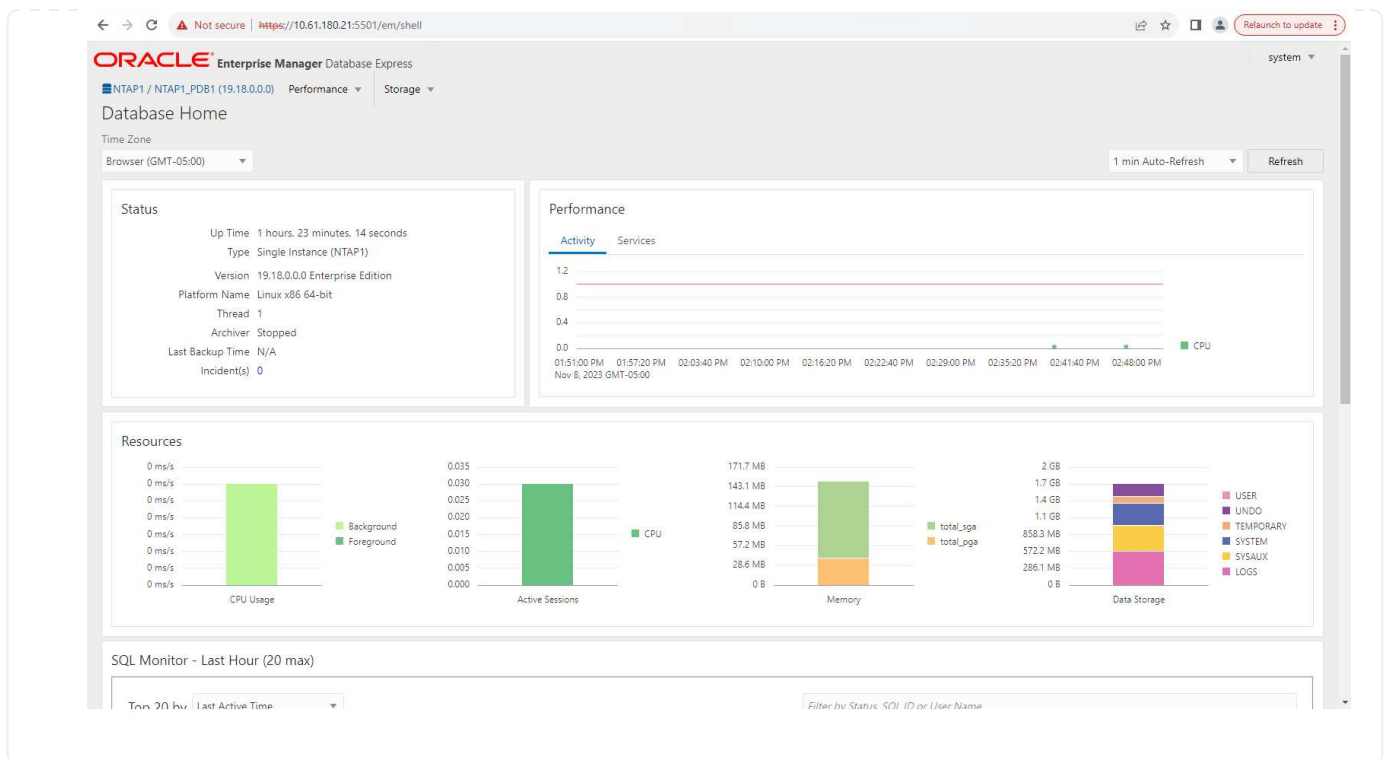 Not secure | https://10.61.180.21:5501/em/shell
Relaunch to update
ORACLE Enterprise Manager Database Express
system
NTAP1 / NTAP1_PDB1 (19.18.0.0.0) Performance Storage
Database Home
Time Zone
Browser (GMT-05:00)
1 min Auto-Refresh
Refresh
Status
Up Time 1 hours, 23 minutes, 14 seconds
Type Single Instance (NTAP1)
Version 19.18.0.0.0 Enterprise Edition
Platform Name Linux x86 64-bit
Thread 1
Archiver Stopped
Last Backup Time N/A
Incident(s) 0
Performance
Activity Services
1.2
0.8
0.4
0.0
01:51:00 PM 01:57:20 PM 02:03:40 PM 02:10:00 PM 02:16:20 PM 02:22:40 PM 02:29:00 PM 02:35:20 PM 02:41:40 PM 02:48:00 PM
Nov 8, 2023 GMT-05:00
CPU
Resources
0 ms/s
0 ms/s
0 ms/s
0 ms/s
0 ms/s
0 ms/s
0 ms/s
0 ms/s
CPU Usage
Background
Foreground
0.035
0.030
0.025
0.020
0.015
0.010
0.005
0.000
Active Sessions
CPU
171.7 MB
143.1 MB
114.4 MB
85.8 MB
57.2 MB
28.6 MB
0 B
Memory
total_sga
total_pga
2 GB
1.7 GB
1.4 GB
1.1 GB
858.3 MB
572.2 MB
286.1 MB
0 B
Data Storage
USER
UNDO
TEMPORARY
SYSTEM
SYSAUX
LOGS
SQL Monitor - Last Hour (20 max)
Top 20 by Last Active Time
Filter by Status, SQL ID or User Name